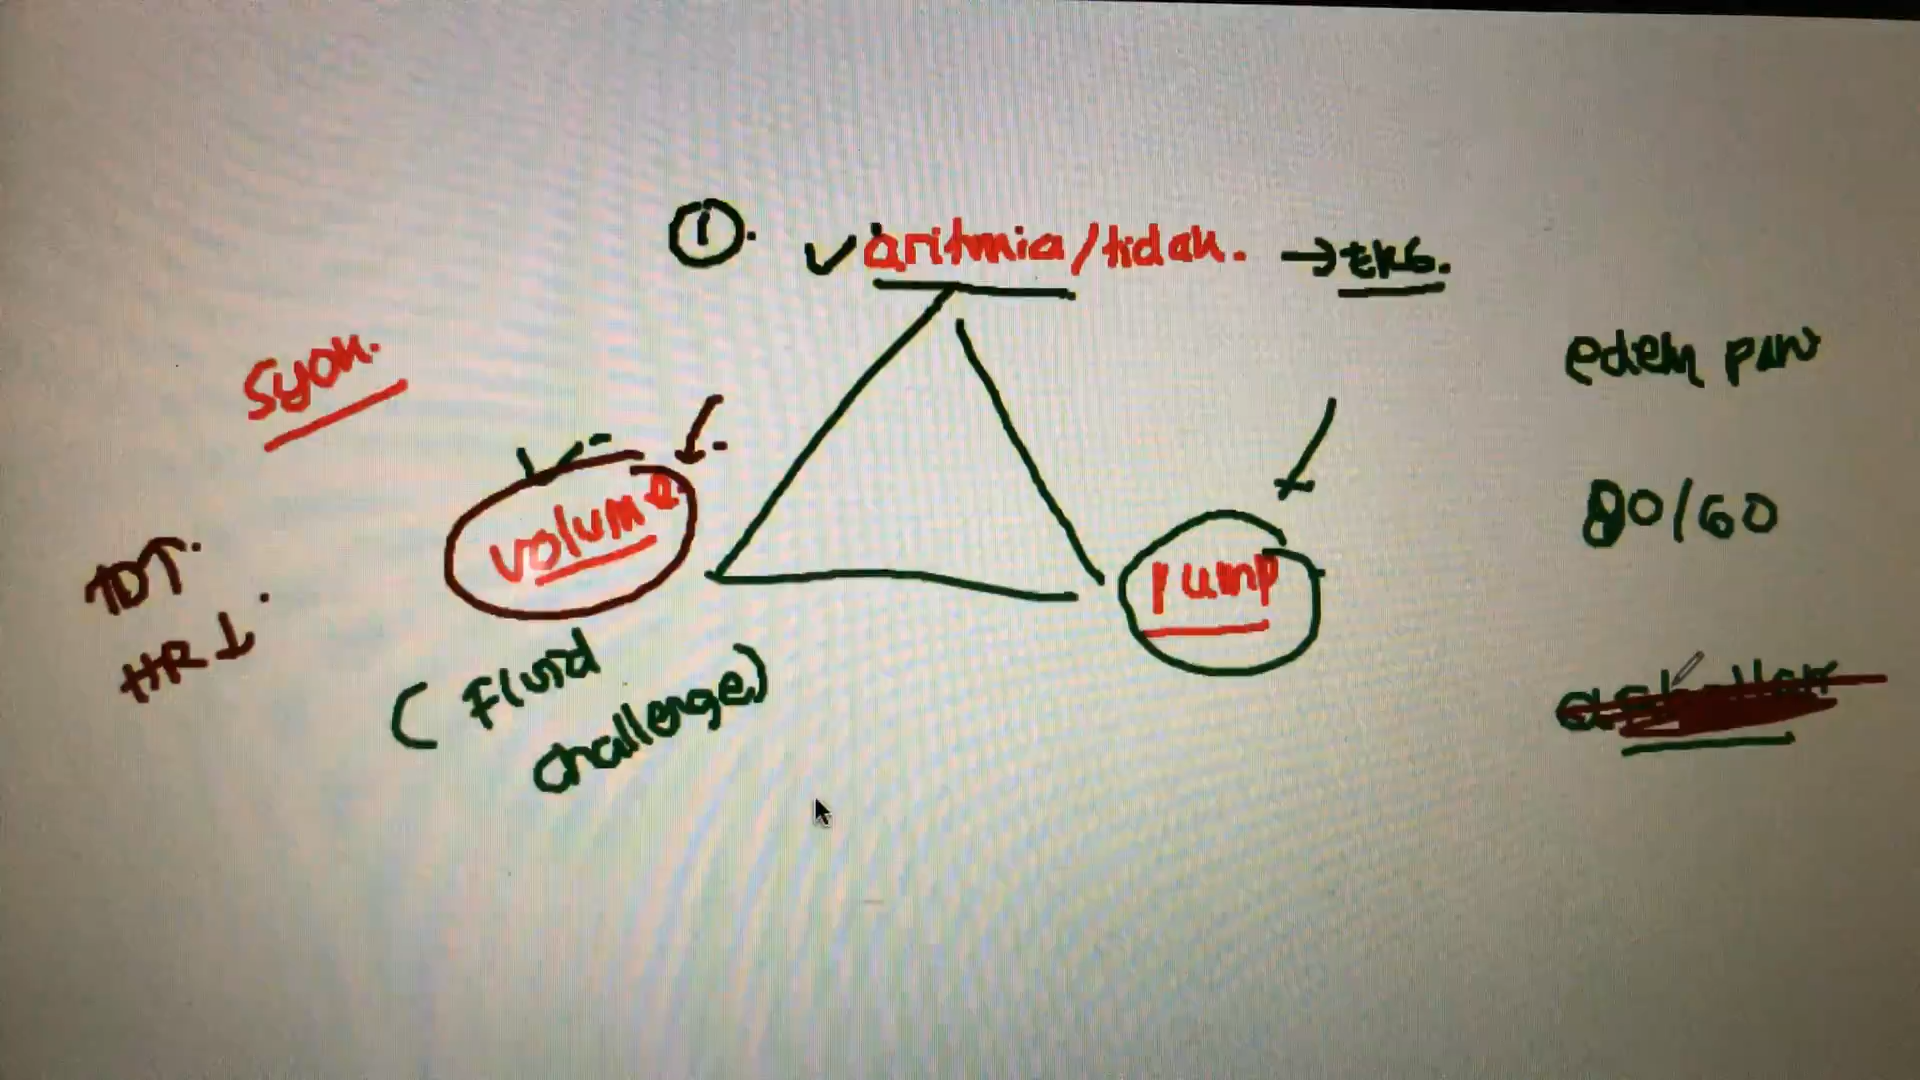 ①. aritmia/tidak. → EKG.
Syok.
volume
TD↑.
HR↓.
(Fluid
challenge)
pump
edem paru
80/60